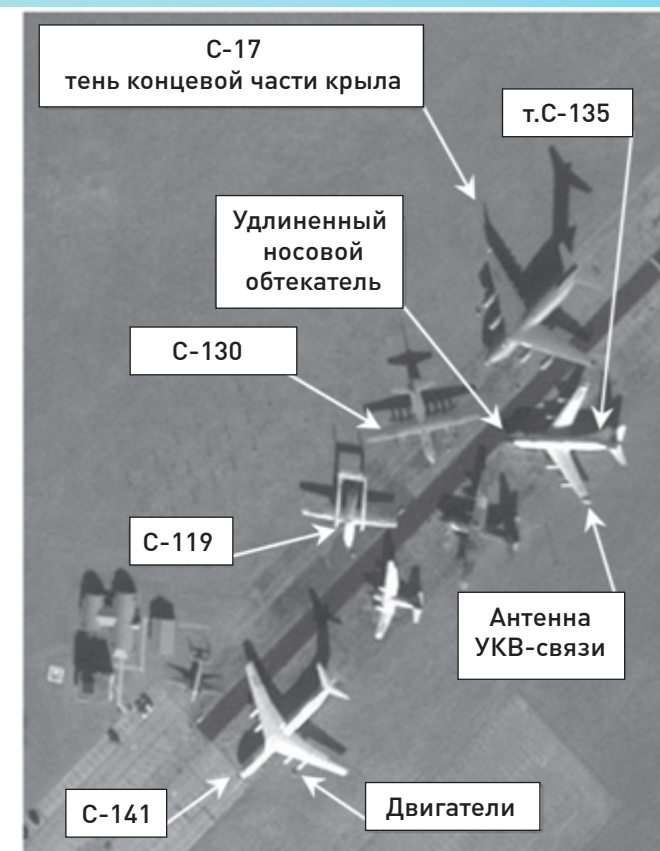 С-17
тень концевой части крыла
т.С-135
Удлиненный
носовой
обтекатель
С-130
С-119
Антенна
УКВ-связи
С-141
Двигатели